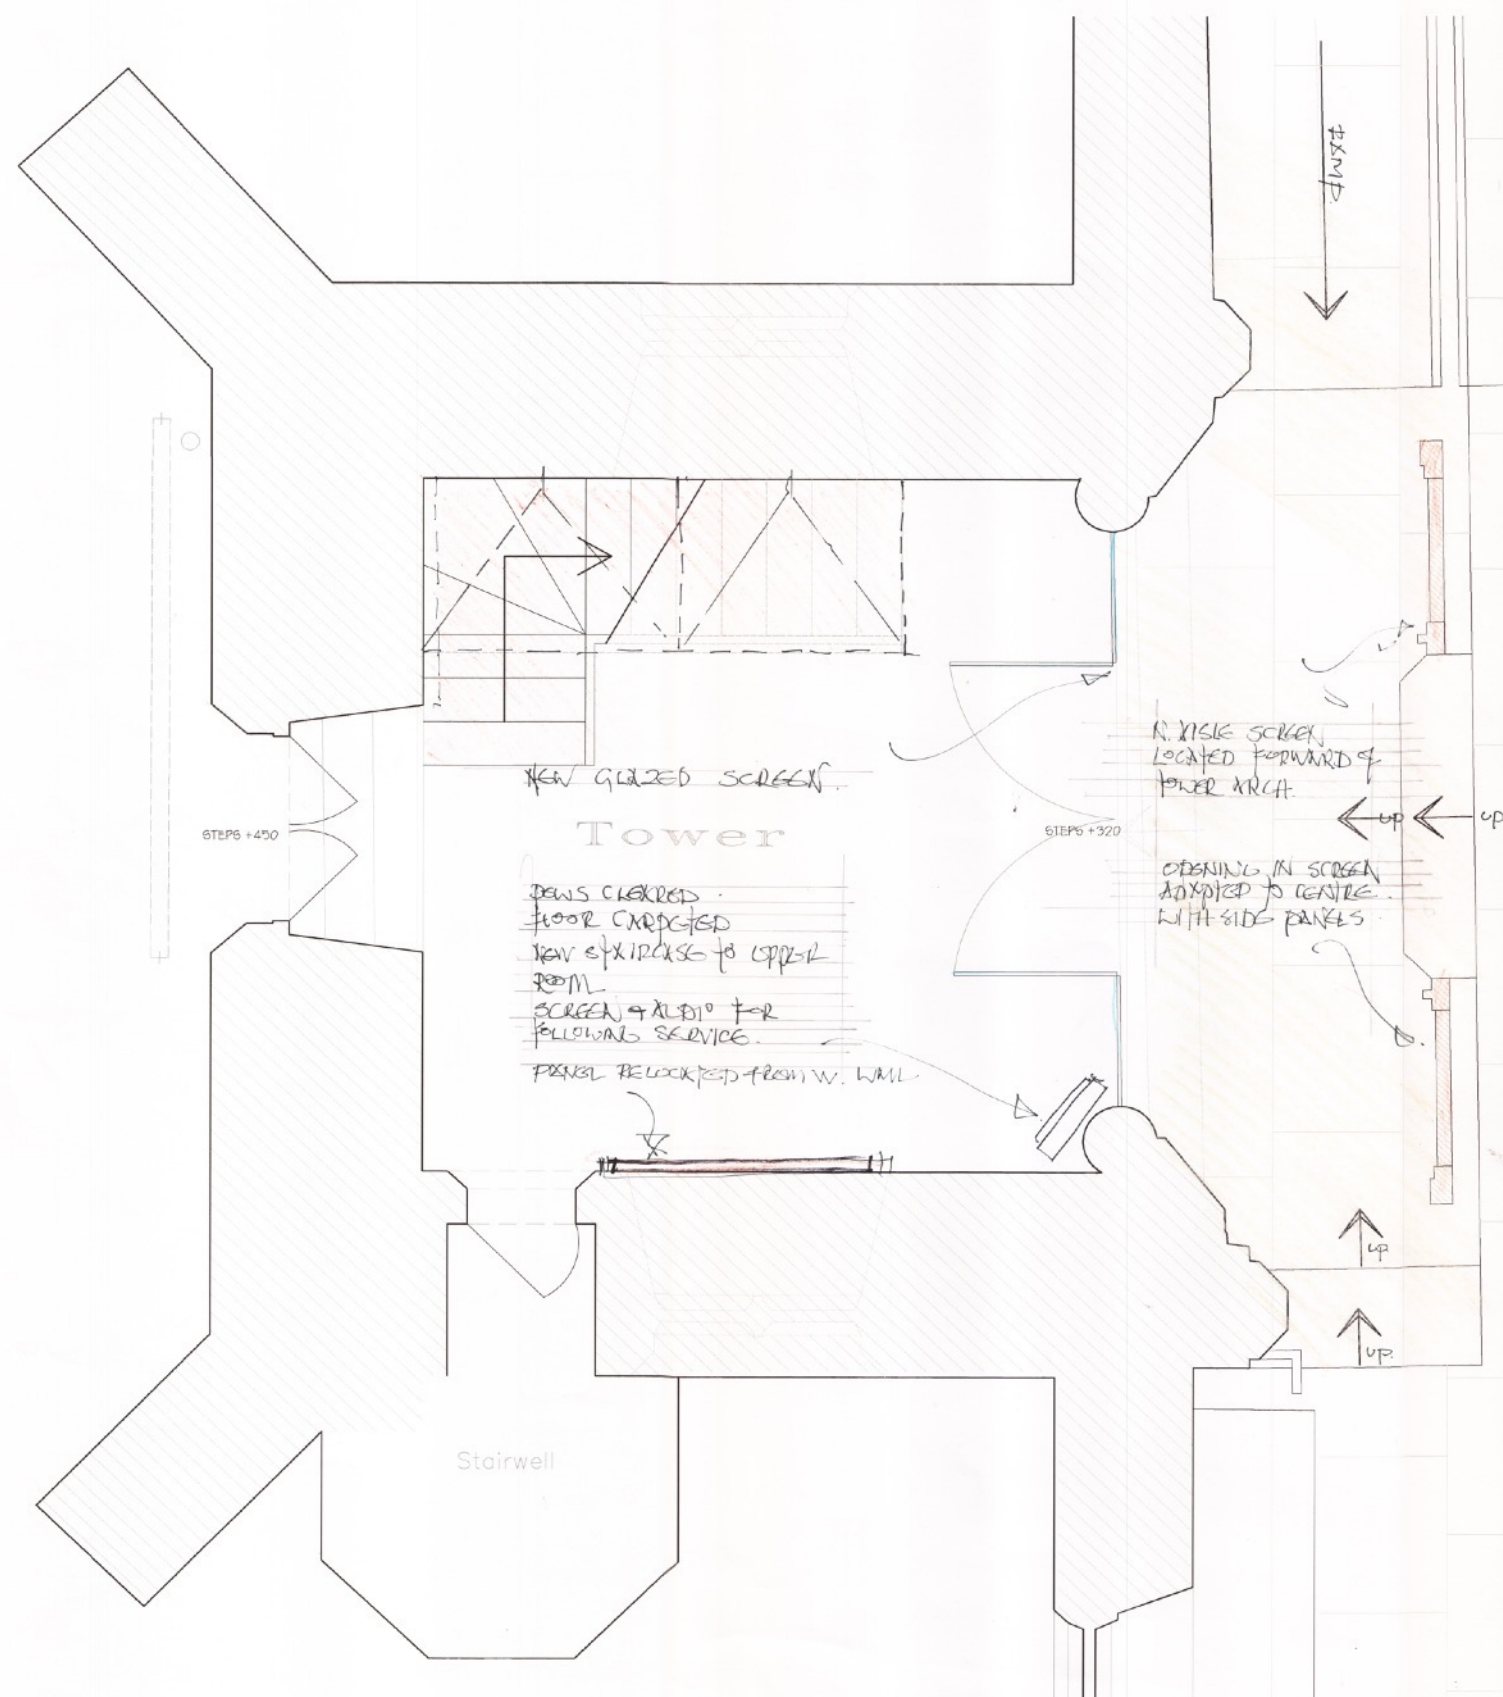 RAMP.
NEW GLAZED SCREEN.
Tower
STEPS +450
STEPS +320
N. AISLE SCREEN
LOCATED FORWARD of
TOWER ARCH.
up
up
OPENING IN SCREEN
ADAPTED to CENTRE.
WITH SIDE PANELS.
PEWS CLEARED.
FLOOR CARPETED
NEW STAIRCASE to UPPER
ROOM.
SCREEN & AUDIO FOR
FOLLOWING SERVICE.
PANEL RELOCATED FROM W. WALL
up
up.
Stairwell